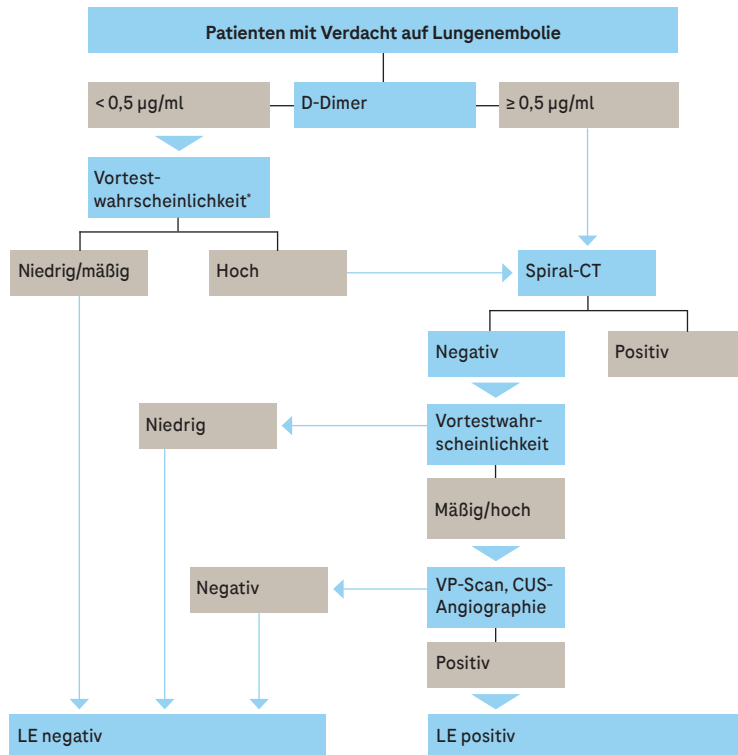 Patienten mit Verdacht auf Lungenembolie
< 0,5 µg/ml
D-Dimer
≥ 0,5 µg/ml
Vortest-
wahrscheinlichkeit*
Niedrig/mäßig
Hoch
Spiral-CT
Negativ
Positiv
Niedrig
Vortestwahr-
scheinlichkeit
Mäßig/hoch
Negativ
VP-Scan, CUS-
Angiographie
Positiv
LE negativ
LE positiv